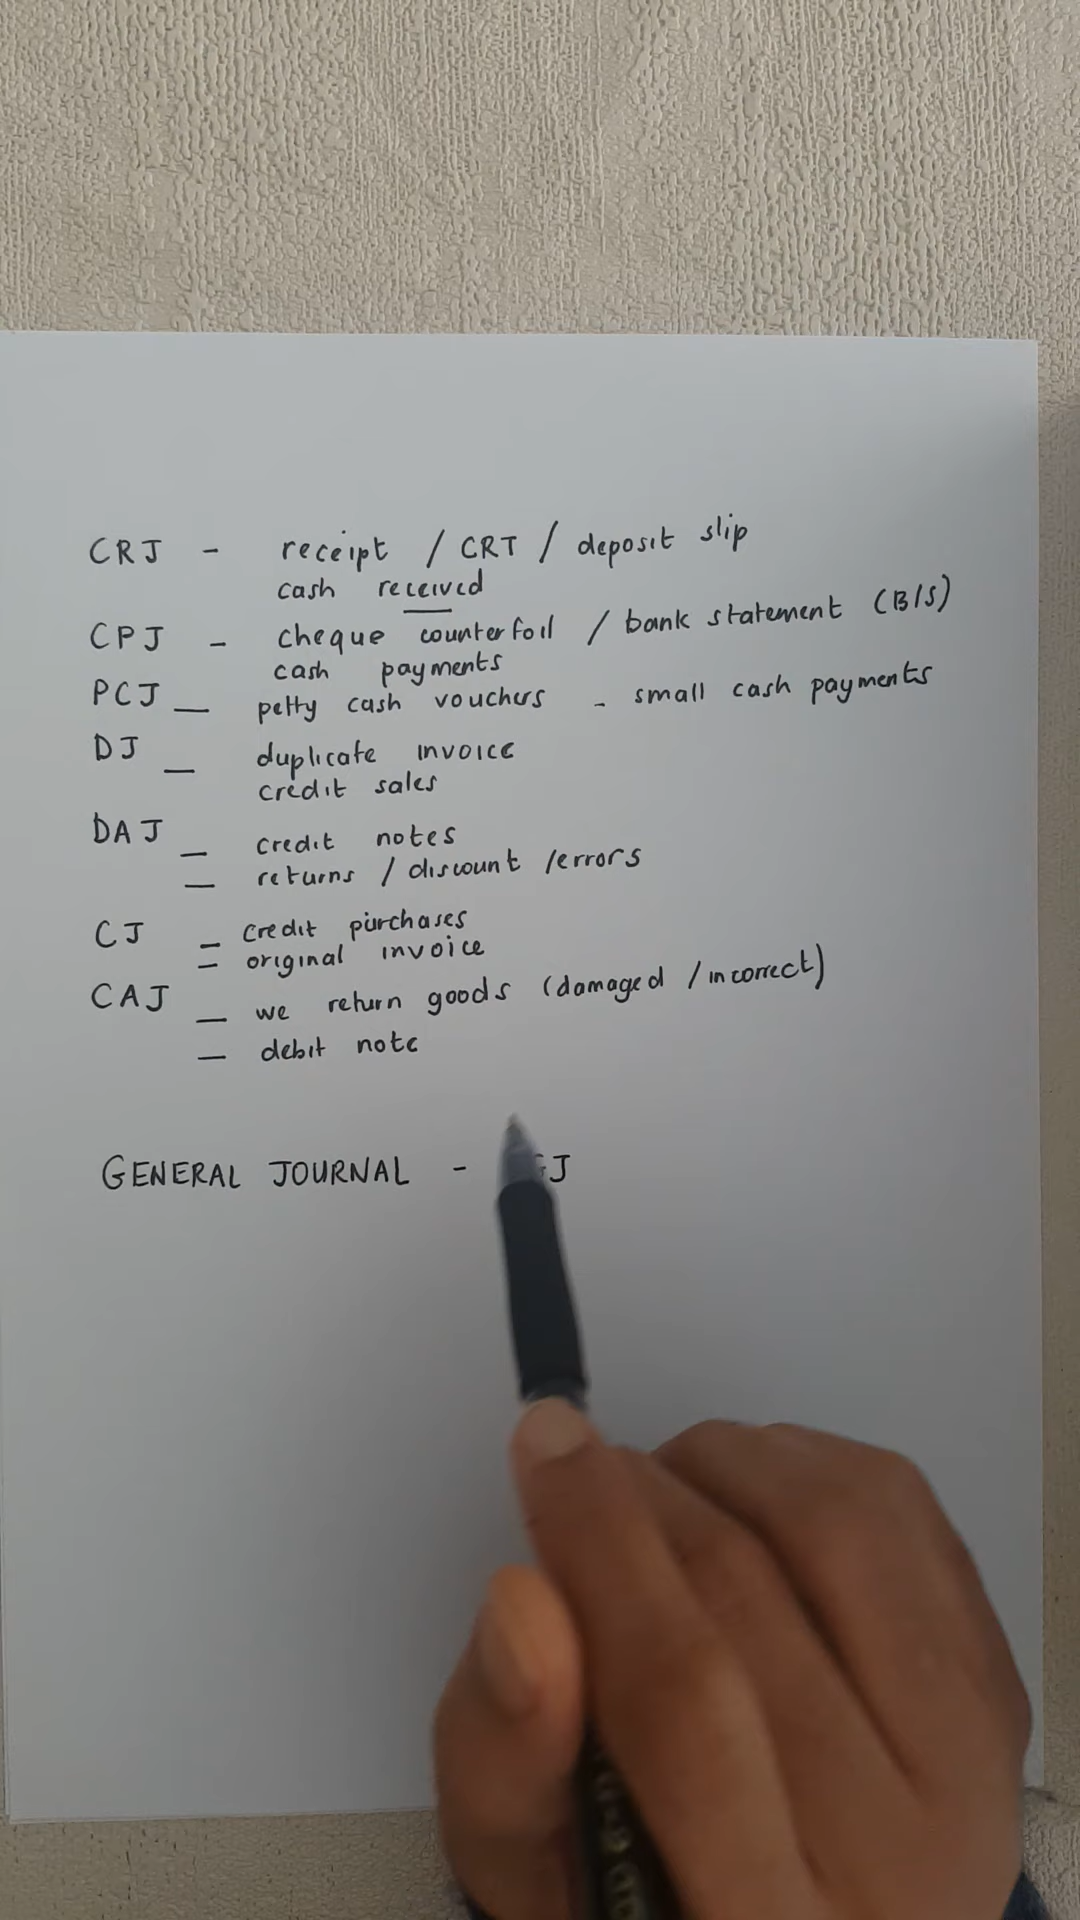 CRJ - receipt / CRT / deposit slip
cash received
CPJ - cheque counterfoil / bank statement (B/S)
cash payments
PCJ - petty cash vouchers - small cash payments
DJ - duplicate invoice
credit sales
DAJ - credit notes
- returns / discount / errors
CJ - credit purchases
- original invoice
CAJ - we return goods (damaged / incorrect)
- debit note
GENERAL JOURNAL -